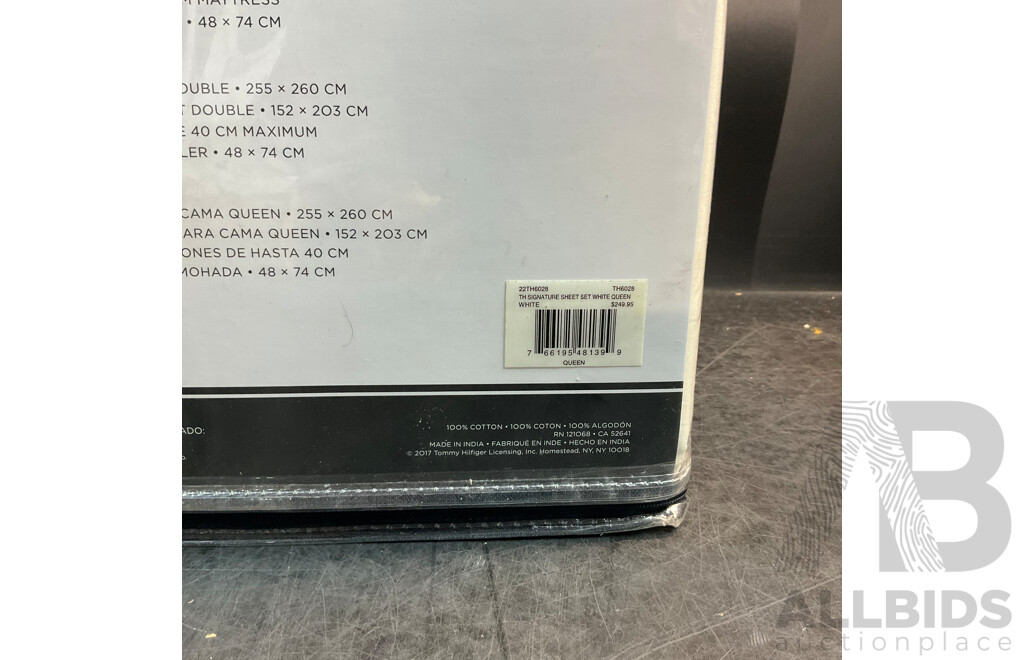 MATTRESS
• 48 × 74 CM
DOUBLE • 255 × 260 CM
T DOUBLE • 152 × 203 CM
E 40 CM MAXIMUM
LER • 48 × 74 CM
CAMA QUEEN • 255 × 260 CM
ARA CAMA QUEEN • 152 × 203 CM
ONES DE HASTA 40 CM
MOHADA • 48 × 74 CM
22TH6028 TH6028
TH SIGNATURE SHEET SET WHITE QUEEN
WHITE $249.95
7 66195 48139 9
QUEEN
ADO:
100% COTTON • 100% COTON • 100% ALGODÓN
RN 121068 • CA 52641
MADE IN INDIA • FABRIQUÉ EN INDE • HECHO EN INDIA
© 2017 Tommy Hilfiger Licensing, Inc. Homestead, NY, NY 10018
AB
ALLBIDS
auctionplace